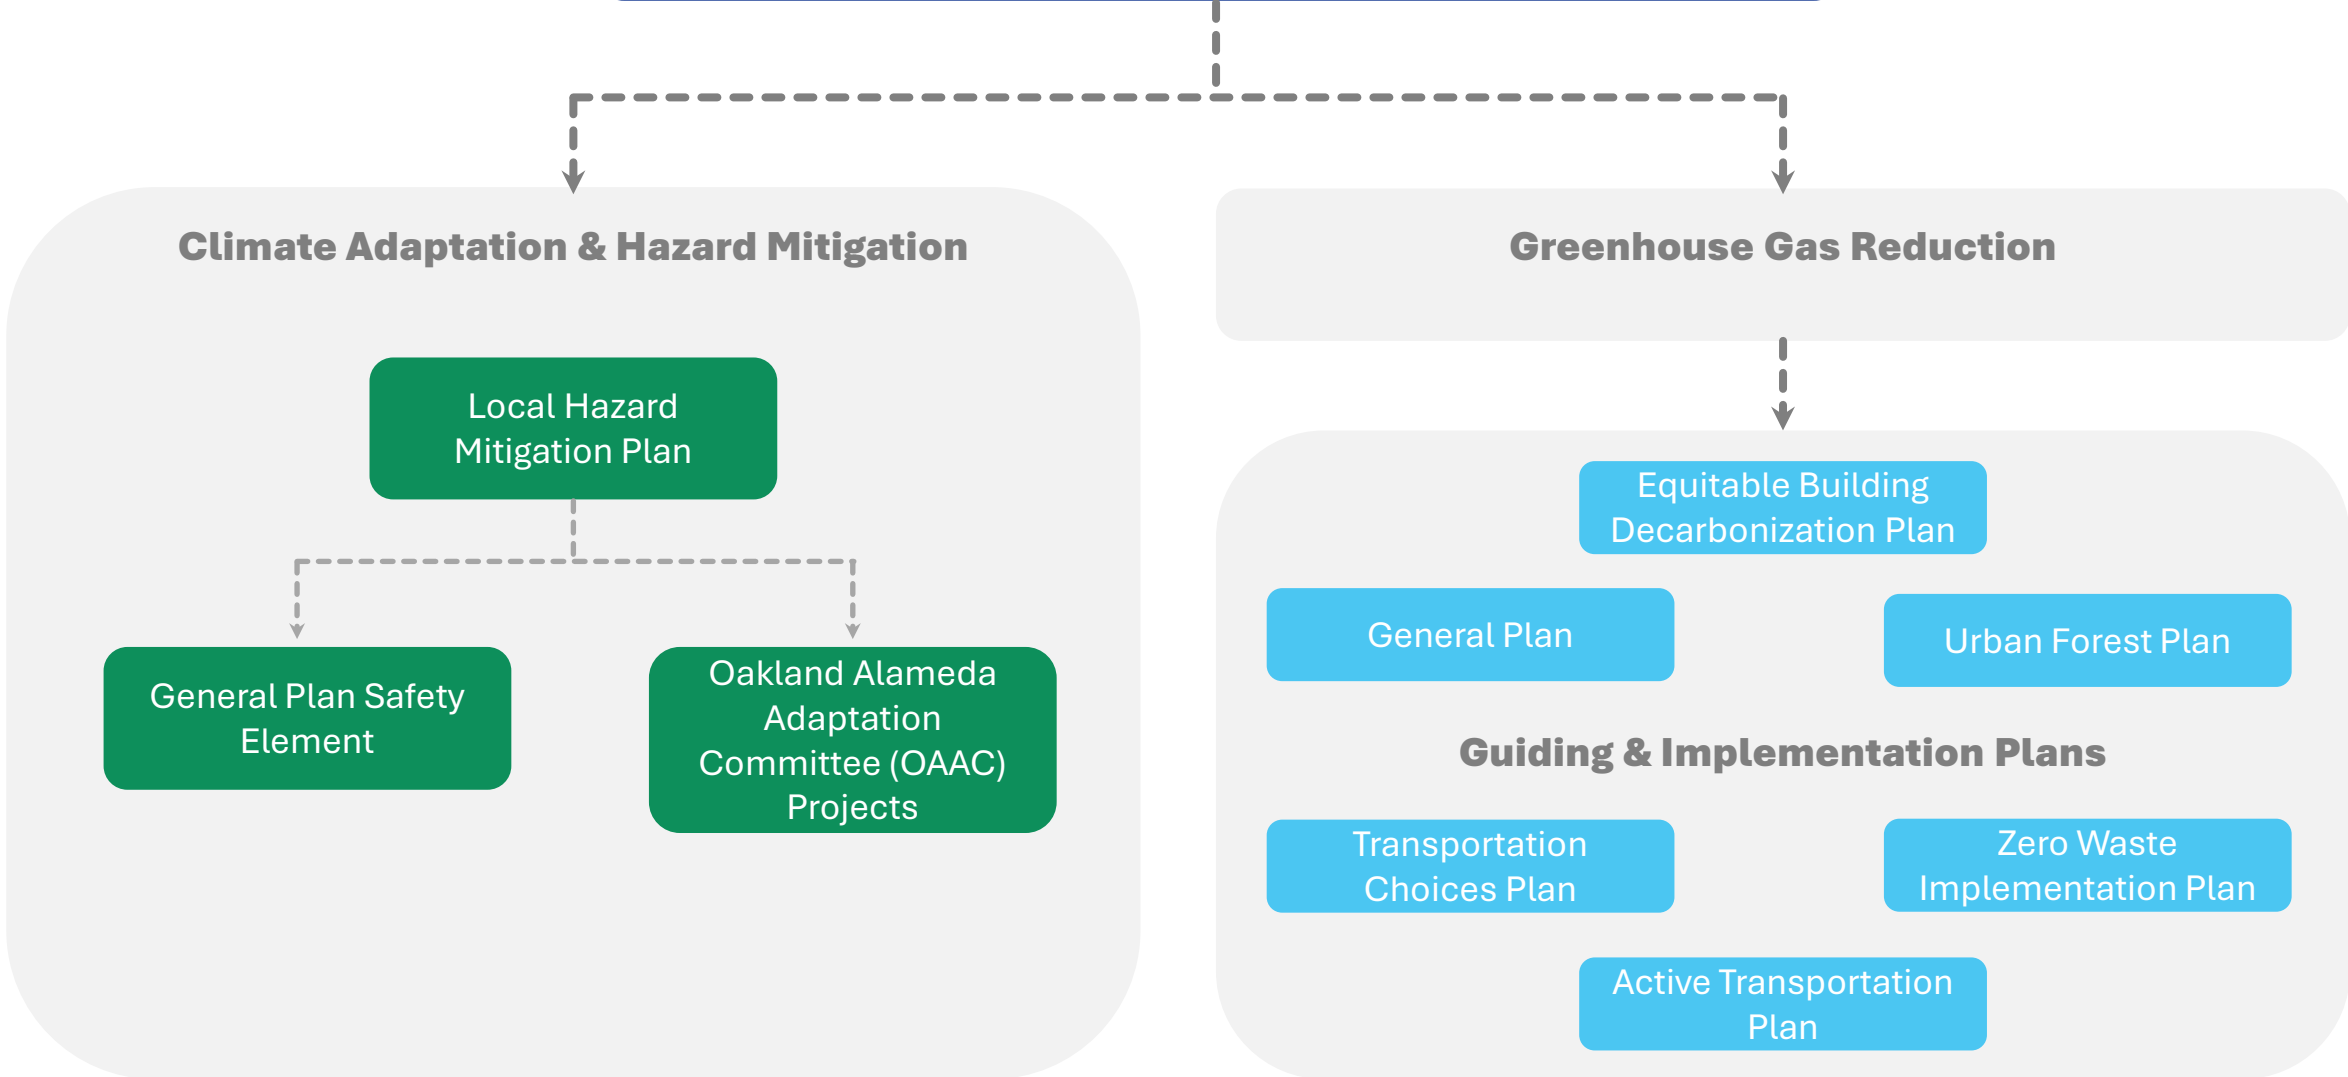 Climate Adaptation & Hazard Mitigation
Local Hazard
Mitigation Plan
General Plan Safety
Element
Oakland Alameda
Adaptation
Committee (OAAC)
Projects
Greenhouse Gas Reduction
Equitable Building
Decarbonization Plan
General Plan
Urban Forest Plan
Guiding & Implementation Plans
Transportation
Choices Plan
Zero Waste
Implementation Plan
Active Transportation
Plan